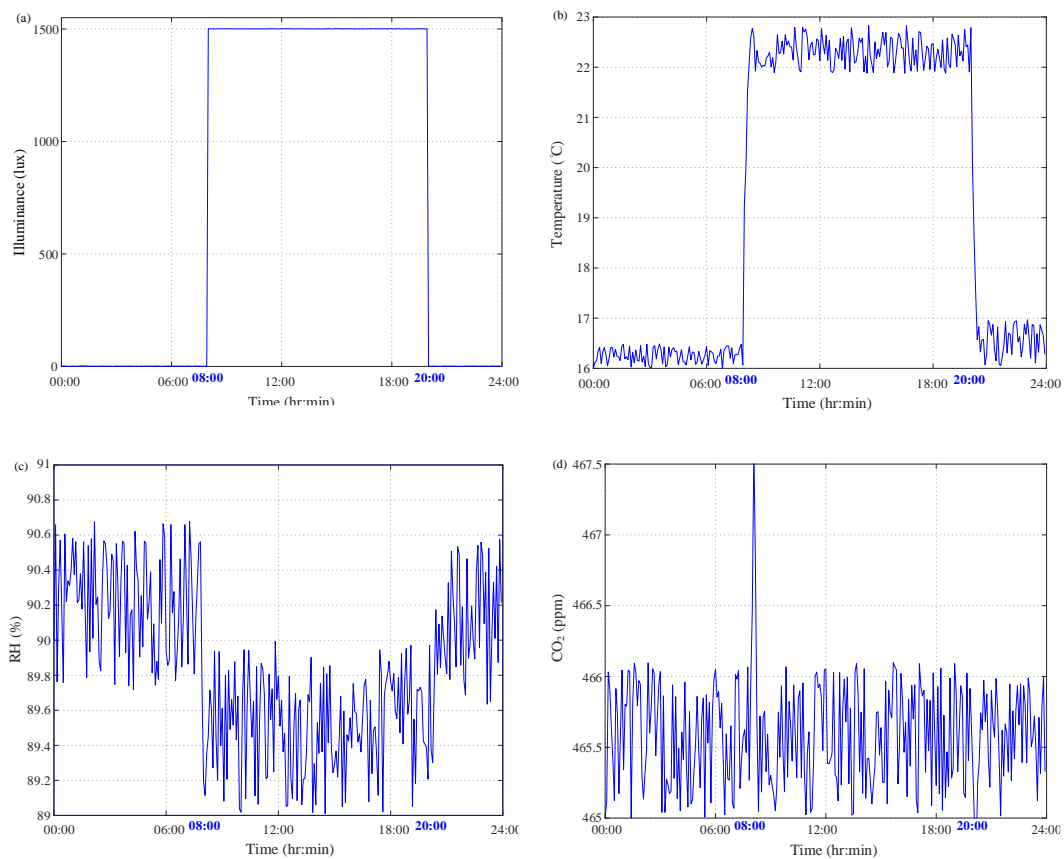 (a)
1500
1000
500
0
Illuminance (lux)
00:00 06:00 08:00 12:00 18:00 20:00 24:00
Time (hr:min)
(b)
23
22
21
20
19
18
17
16
Temperature (°C)
00:00 06:00 08:00 12:00 18:00 20:00 24:00
Time (hr:min)
(c)
91
90.8
90.6
90.4
90.2
90
89.8
89.6
89.4
89.2
89
RH (%)
00:00 06:00 08:00 12:00 18:00 20:00 24:00
Time (hr:min)
(d)
467.5
467
466.5
466
465.5
465
CO2 (ppm)
00:00 06:00 08:00 12:00 18:00 20:00 24:00
Time (hr:min)